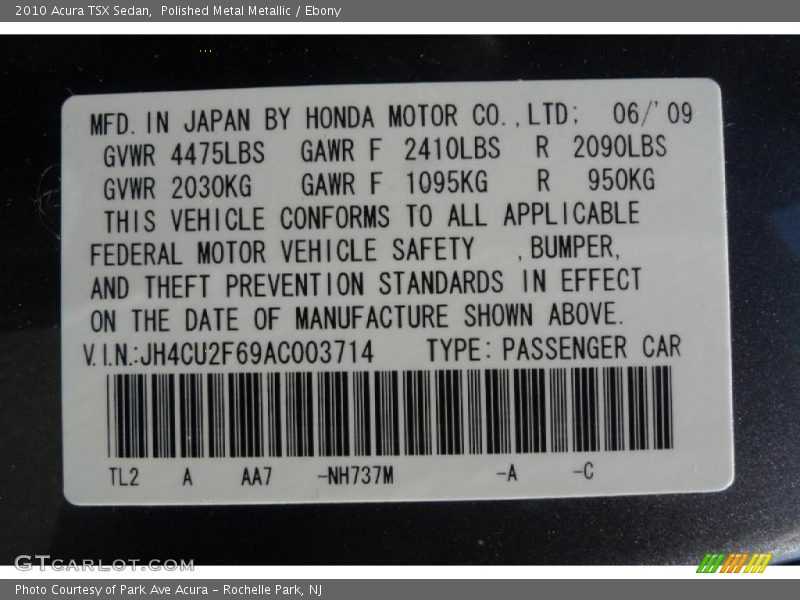 2010 Acura TSX Sedan,  Polished Metal Metallic / Ebony
MFD. IN JAPAN BY HONDA MOTOR CO., LTD; 06/'09
GVWR 4475LBS GAWR F 2410LBS R 2090LBS
GVWR 2030KG GAWR F 1095KG R 950KG
THIS VEHICLE CONFORMS TO ALL APPLICABLE
FEDERAL MOTOR VEHICLE SAFETY , BUMPER,
AND THEFT PREVENTION STANDARDS IN EFFECT
ON THE DATE OF MANUFACTURE SHOWN ABOVE.
V.I.N.:JH4CU2F69AC003714 TYPE: PASSENGER CAR
TL2 A AA7 -NH737M -A -C
GTCARLOT.COM
Photo Courtesy of Park Ave Acura - Rochelle Park, NJ